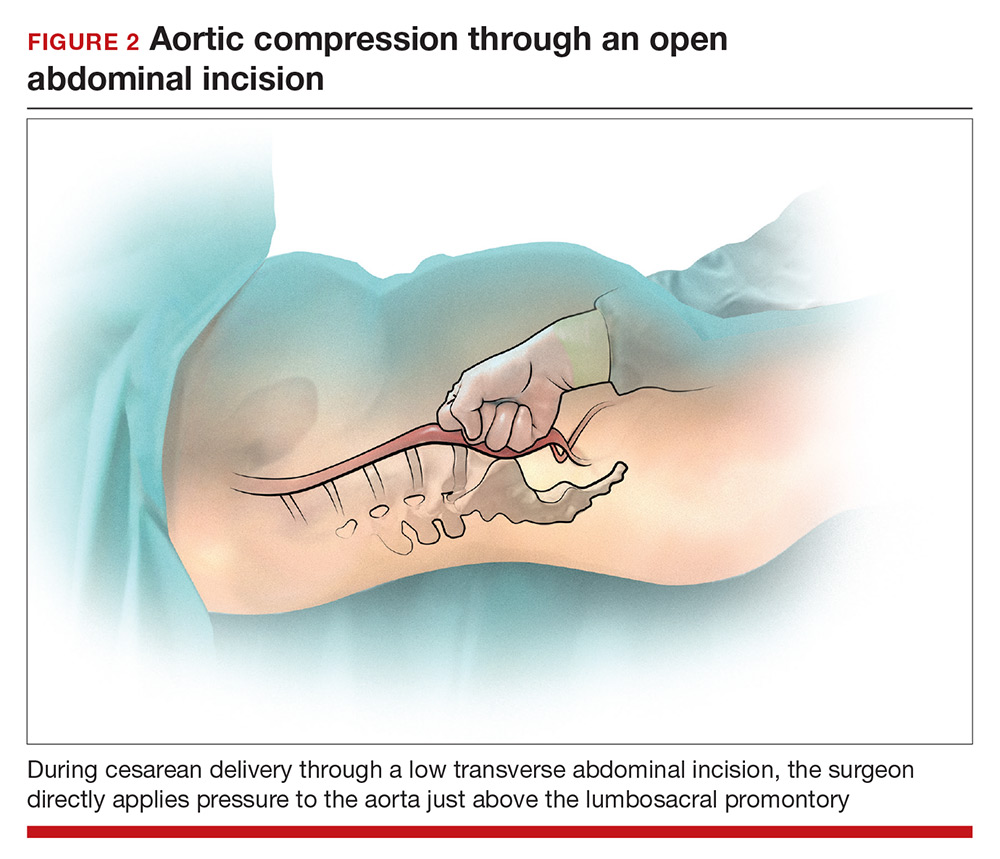 FIGURE 2 Aortic compression through an open
abdominal incision
During cesarean delivery through a low transverse abdominal incision, the surgeon
directly applies pressure to the aorta just above the lumbosacral promontory